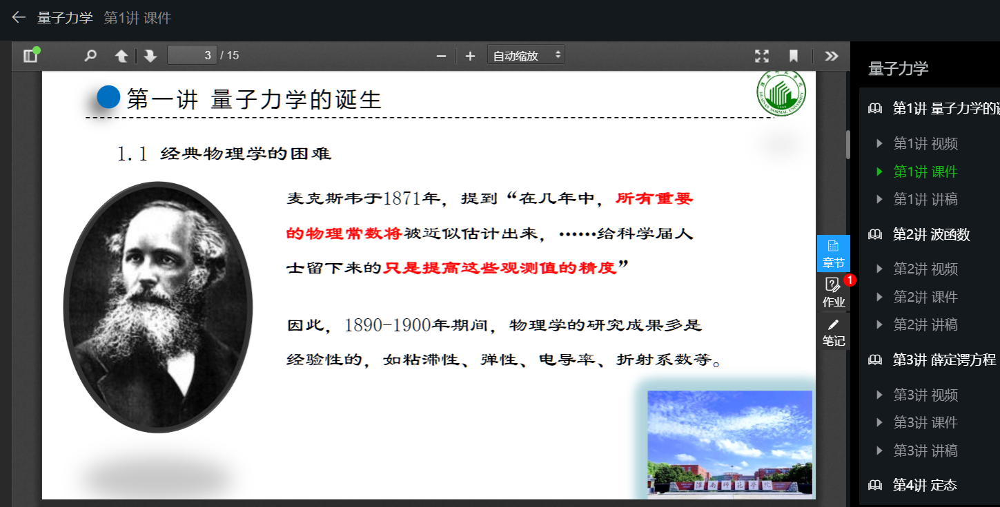 量子力学 第1讲 课件
3 / 15
自动缩放
第一讲 量子力学的诞生
HUAINAN NORMAL UNIVERSITY
1.1 经典物理学的困难
麦克斯韦于1871年，提到“在几年中，所有重要
的物理常数将被近似估计出来，……给科学届人
士留下来的只是提高这些观测值的精度”
因此，1890-1900年期间，物理学的研究成果多是
经验性的，如粘滞性、弹性、电导率、折射系数等。
淮南师范学院
章节
1
作业
笔记
量子力学
第1讲 量子力学的
第1讲 视频
第1讲 课件
第1讲 讲稿
第2讲 波函数
第2讲 视频
第2讲 课件
第2讲 讲稿
第3讲 薛定谔方程
第3讲 视频
第3讲 课件
第3讲 讲稿
第4讲 定态